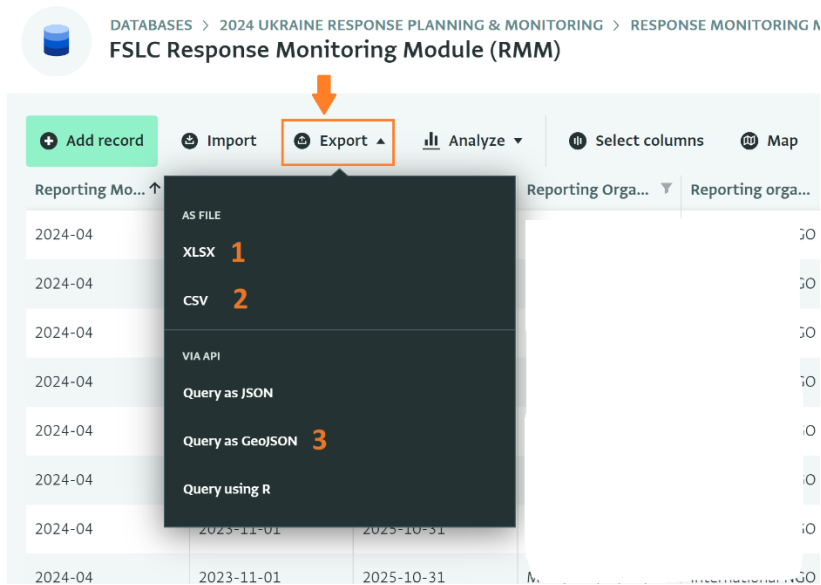 DATABASES > 2024 UKRAINE RESPONSE PLANNING & MONITORING > RESPONSE MONITORING
FSLC Response Monitoring Module (RMM)
Add record Import Export Analyze Select columns Map
Reporting Mo... Reporting Orga... Reporting orga...
AS FILE
2024-04
XLSX 1
2024-04
CSV 2
2024-04
VIA API
2024-04
Query as JSON
2024-04
Query as GeoJSON 3
2024-04
Query using R
2024-04 2023-11-01 2025-10-31
2024-04 2023-11-01 2025-10-31 International NGO